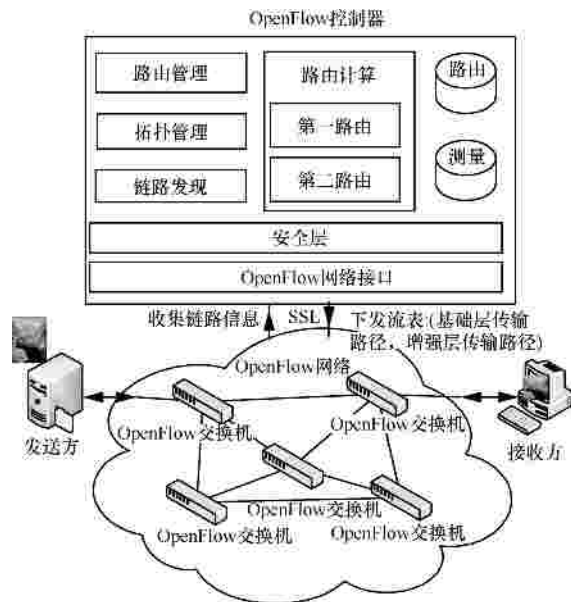 OpenFlow控制器
路由管理
路由计算
路由
拓扑管理
第一路由
测量
链路发现
第二路由
安全层
OpenFlow网络接口
收集链路信息
SSL
下发流表(基础层传输
路径，增强层传输路径)
OpenFlow网络
OpenFlow交换机
OpenFlow交换机
发送方
接收方
OpenFlow交换机
OpenFlow交换机
OpenFlow交换机